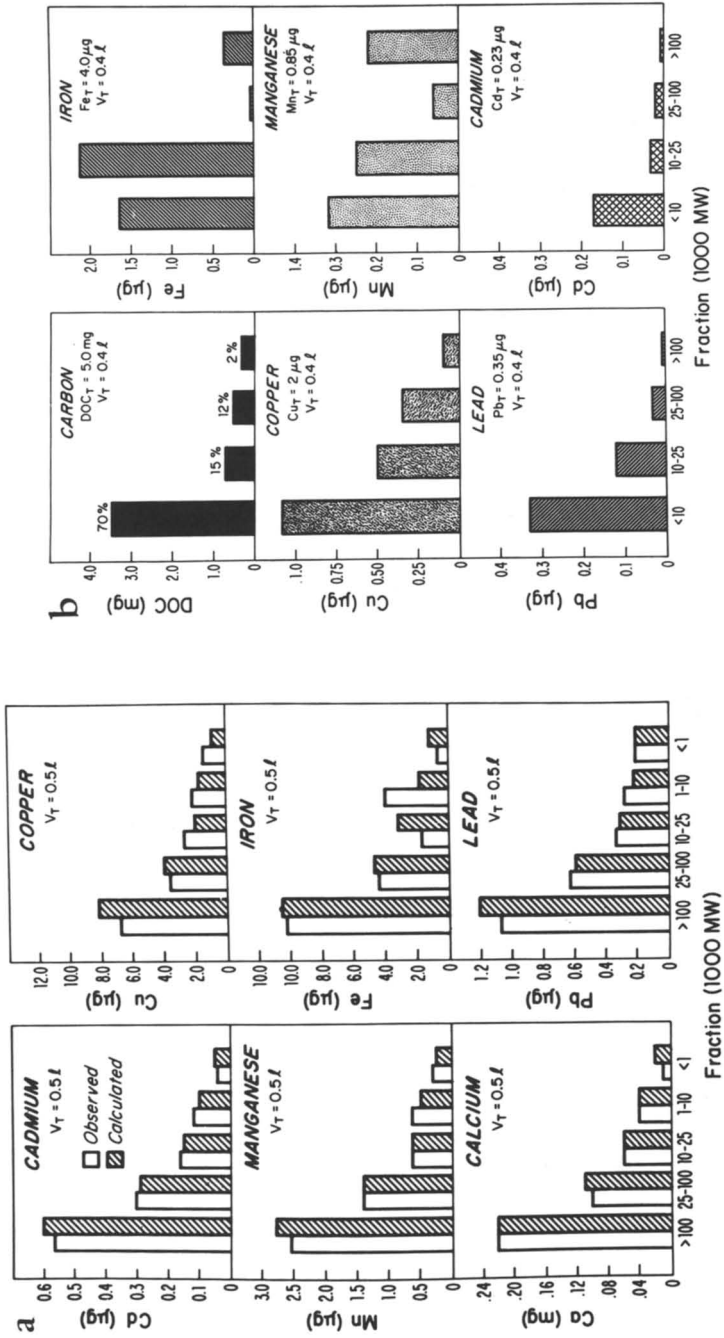 a
CADMIUM
V_T = 0.5 ℓ
Observed
Calculated
Cd (μg)
0.6
0.5
0.4
0.3
0.2
0.1
0
COPPER
V_T = 0.5 ℓ
Cu (μg)
12.0
10.0
8.0
6.0
4.0
2.0
0
MANGANESE
V_T = 0.5 ℓ
Mn (μg)
3.0
2.5
2.0
1.5
1.0
0.5
0
IRON
V_T = 0.5 ℓ
Fe (μg)
10.0
10.0
8.0
6.0
4.0
2.0
0
CALCIUM
V_T = 0.5 ℓ
Ca (mg)
.24
.20
.16
.12
.08
.04
0
>100 25-100 10-25 1-10 <1
LEAD
V_T = 0.5 ℓ
Pb (μg)
1.2
1.0
0.8
0.6
0.4
0.2
0
>100 25-100 10-25 1-10 <1
Fraction (1000 MW)
b
CARBON
DOC_T = 5.0 mg
V_T = 0.4 ℓ
DOC (mg)
4.0
3.0
2.0
1.0
0
70%
15%
12%
2%
IRON
Fe_T = 4.0 μg
V_T = 0.4 ℓ
Fe (μg)
2.0
1.5
1.0
0.5
0
COPPER
Cu_T = 2 μg
V_T = 0.4 ℓ
Cu (μg)
1.0
0.75
0.50
0.25
0
MANGANESE
Mn_T = 0.85 μg
V_T = 0.4 ℓ
Mn (μg)
1.4
0.3
0.2
0.1
0
LEAD
Pb_T = 0.35 μg
V_T = 0.4 ℓ
Pb (μg)
0.4
0.3
0.2
0.1
0
<10 10-25 25-100 >100
CADMIUM
Cd_T = 0.23 μg
V_T = 0.4 ℓ
Cd (μg)
0.3
0.2
0.1
0
<10 10-25 25-100 >100
Fraction (1000 MW)